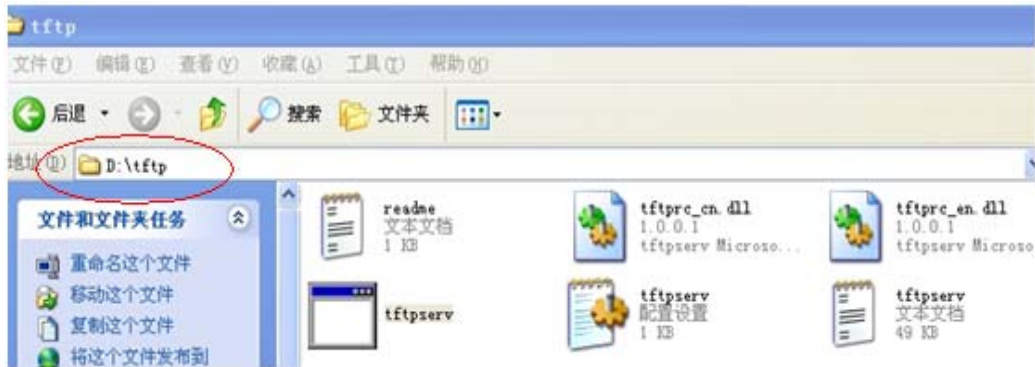 tftp
文件(F) 编辑(E) 查看(V) 收藏(A) 工具(T) 帮助(H)
后退 搜索 文件夹
地址(D) D:\tftp
文件和文件夹任务
重命名这个文件
移动这个文件
复制这个文件
将这个文件发布到
readme
文本文档
1 KB
tftprc_cn.dll
1.0.0.1
tftpserv Microso...
tftprc_en.dll
1.0.0.1
tftpserv Microso
tftpserv
tftpserv
配置设置
1 KB
tftpserv
文本文档
49 KB